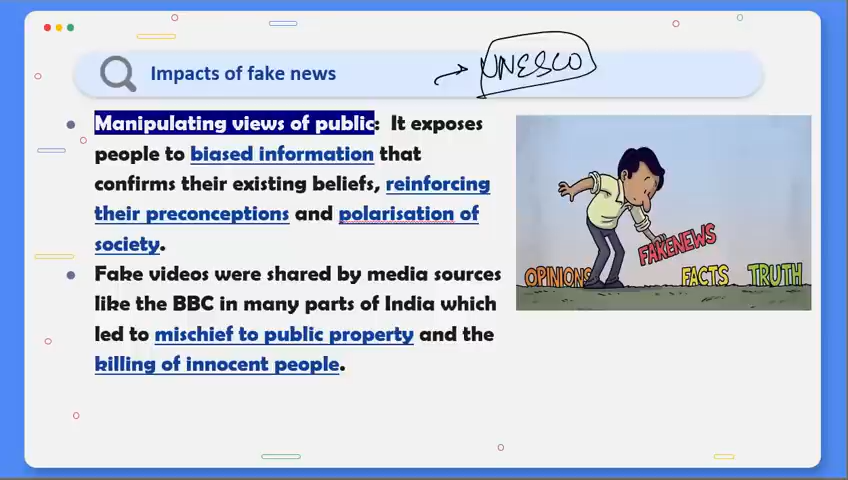 Impacts of fake news
UNESCO
Manipulating views of public: It exposes
people to biased information that
confirms their existing beliefs, reinforcing
their preconceptions and polarisation of
society.
Fake videos were shared by media sources
like the BBC in many parts of India which
led to mischief to public property and the
killing of innocent people.
FAKENEWS
OPINIONS FACTS TRUTH